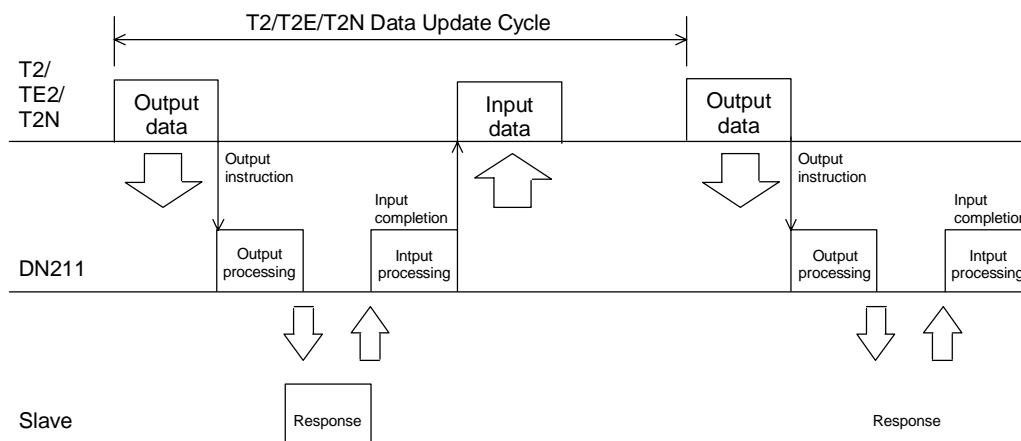 T2/T2E/T2N Data Update Cycle
T2/
TE2/
T2N
Output
data
Input
data
Output
data
Output
instruction
Output
instruction
Input
completion
Input
completion
DN211
Output
processing
Intput
processing
Output
processing
Intput
processing
Slave
Response
Response